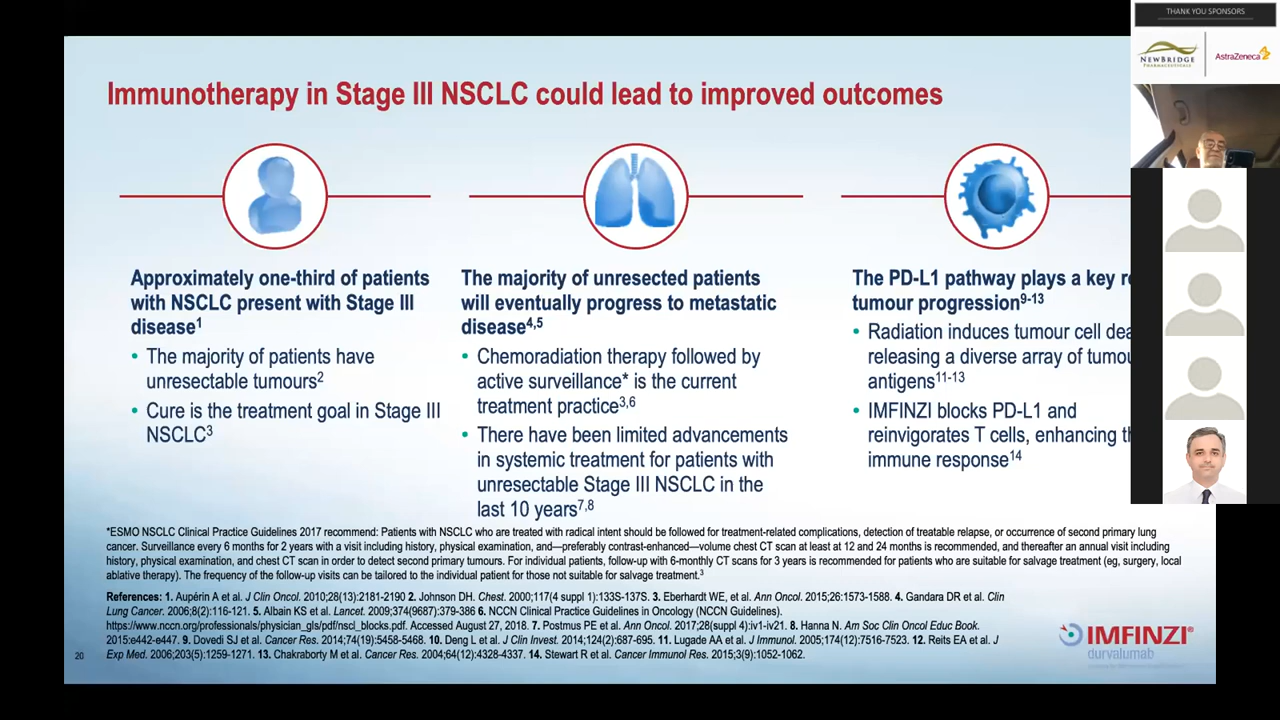 THANK YOU SPONSORS
NEWBRIDGE
PHARMACEUTICALS
AstraZeneca
Immunotherapy in Stage III NSCLC could lead to improved outcomes
Approximately one-third of patients
with NSCLC present with Stage III
disease1
• The majority of patients have
unresectable tumours2
• Cure is the treatment goal in Stage III
NSCLC3
The majority of unresected patients
will eventually progress to metastatic
disease4,5
• Chemoradiation therapy followed by
active surveillance* is the current
treatment practice3,6
• There have been limited advancements
in systemic treatment for patients with
unresectable Stage III NSCLC in the
last 10 years7,8
The PD-L1 pathway plays a key
tumour progression9-13
• Radiation induces tumour cell
releasing a diverse array of
antigens11-13
• IMFINZI blocks PD-L1 and
reinvigorates T cells, enhancing
immune response14
*ESMO NSCLC Clinical Practice Guidelines 2017 recommend: Patients with NSCLC who are treated with radical intent should be followed for treatment-related complications, detection of treatable relapse, or occurrence of second primary lung
cancer. Surveillance every 6 months for 2 years with a visit including history, physical examination, and—preferably contrast-enhanced—volume chest CT scan at least at 12 and 24 months is recommended, and thereafter an annual visit including
history, physical examination, and chest CT scan in order to detect second primary tumours. For individual patients, follow-up with 6-monthly CT scans for 3 years is recommended for patients who are suitable for salvage treatment (eg, surgery, local
ablative therapy). The frequency of the follow-up visits can be tailored to the individual patient for those not suitable for salvage treatment.3
References: 1. Aupérin A et al. J Clin Oncol. 2010;28(13):2181-2190 2. Johnson DH. Chest. 2000;117(4 suppl 1):133S-137S. 3. Eberhardt WE, et al. Ann Oncol. 2015;26:1573-1588. 4. Gandara DR et al. Clin
Lung Cancer. 2006;8(2):116-121. 5. Albain KS et al. Lancet. 2009;374(9687):379-386 6. NCCN Clinical Practice Guidelines in Oncology (NCCN Guidelines).
https://www.nccn.org/professionals/physician_gls/pdf/nscl_blocks.pdf. Accessed August 27, 2018. 7. Postmus PE et al. Ann Oncol. 2017;28(suppl 4):iv1-iv21. 8. Hanna N. Am Soc Clin Oncol Educ Book.
2015:e442-e447. 9. Dovedi SJ et al. Cancer Res. 2014;74(19):5458-5468. 10. Deng L et al. J Clin Invest. 2014;124(2):687-695. 11. Lugade AA et al. J Immunol. 2005;174(12):7516-7523. 12. Reits EA et al. J
Exp Med. 2006;203(5):1259-1271. 13. Chakraborty M et al. Cancer Res. 2004;64(12):4328-4337. 14. Stewart R et al. Cancer Immunol Res. 2015;3(9):1052-1062.
20
IMFINZI®
durvalumab